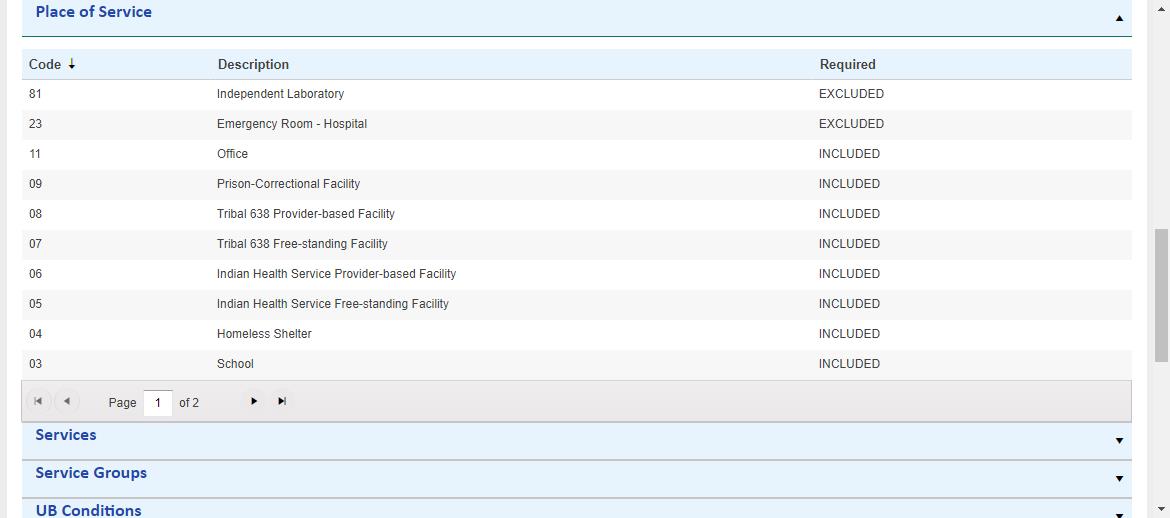 Place of Service
Code Description Required
81 Independent Laboratory EXCLUDED
23 Emergency Room - Hospital EXCLUDED
11 Office INCLUDED
09 Prison-Correctional Facility INCLUDED
08 Tribal 638 Provider-based Facility INCLUDED
07 Tribal 638 Free-standing Facility INCLUDED
06 Indian Health Service Provider-based Facility INCLUDED
05 Indian Health Service Free-standing Facility INCLUDED
04 Homeless Shelter INCLUDED
03 School INCLUDED
Page 1 of 2
Services
Service Groups
UB Conditions